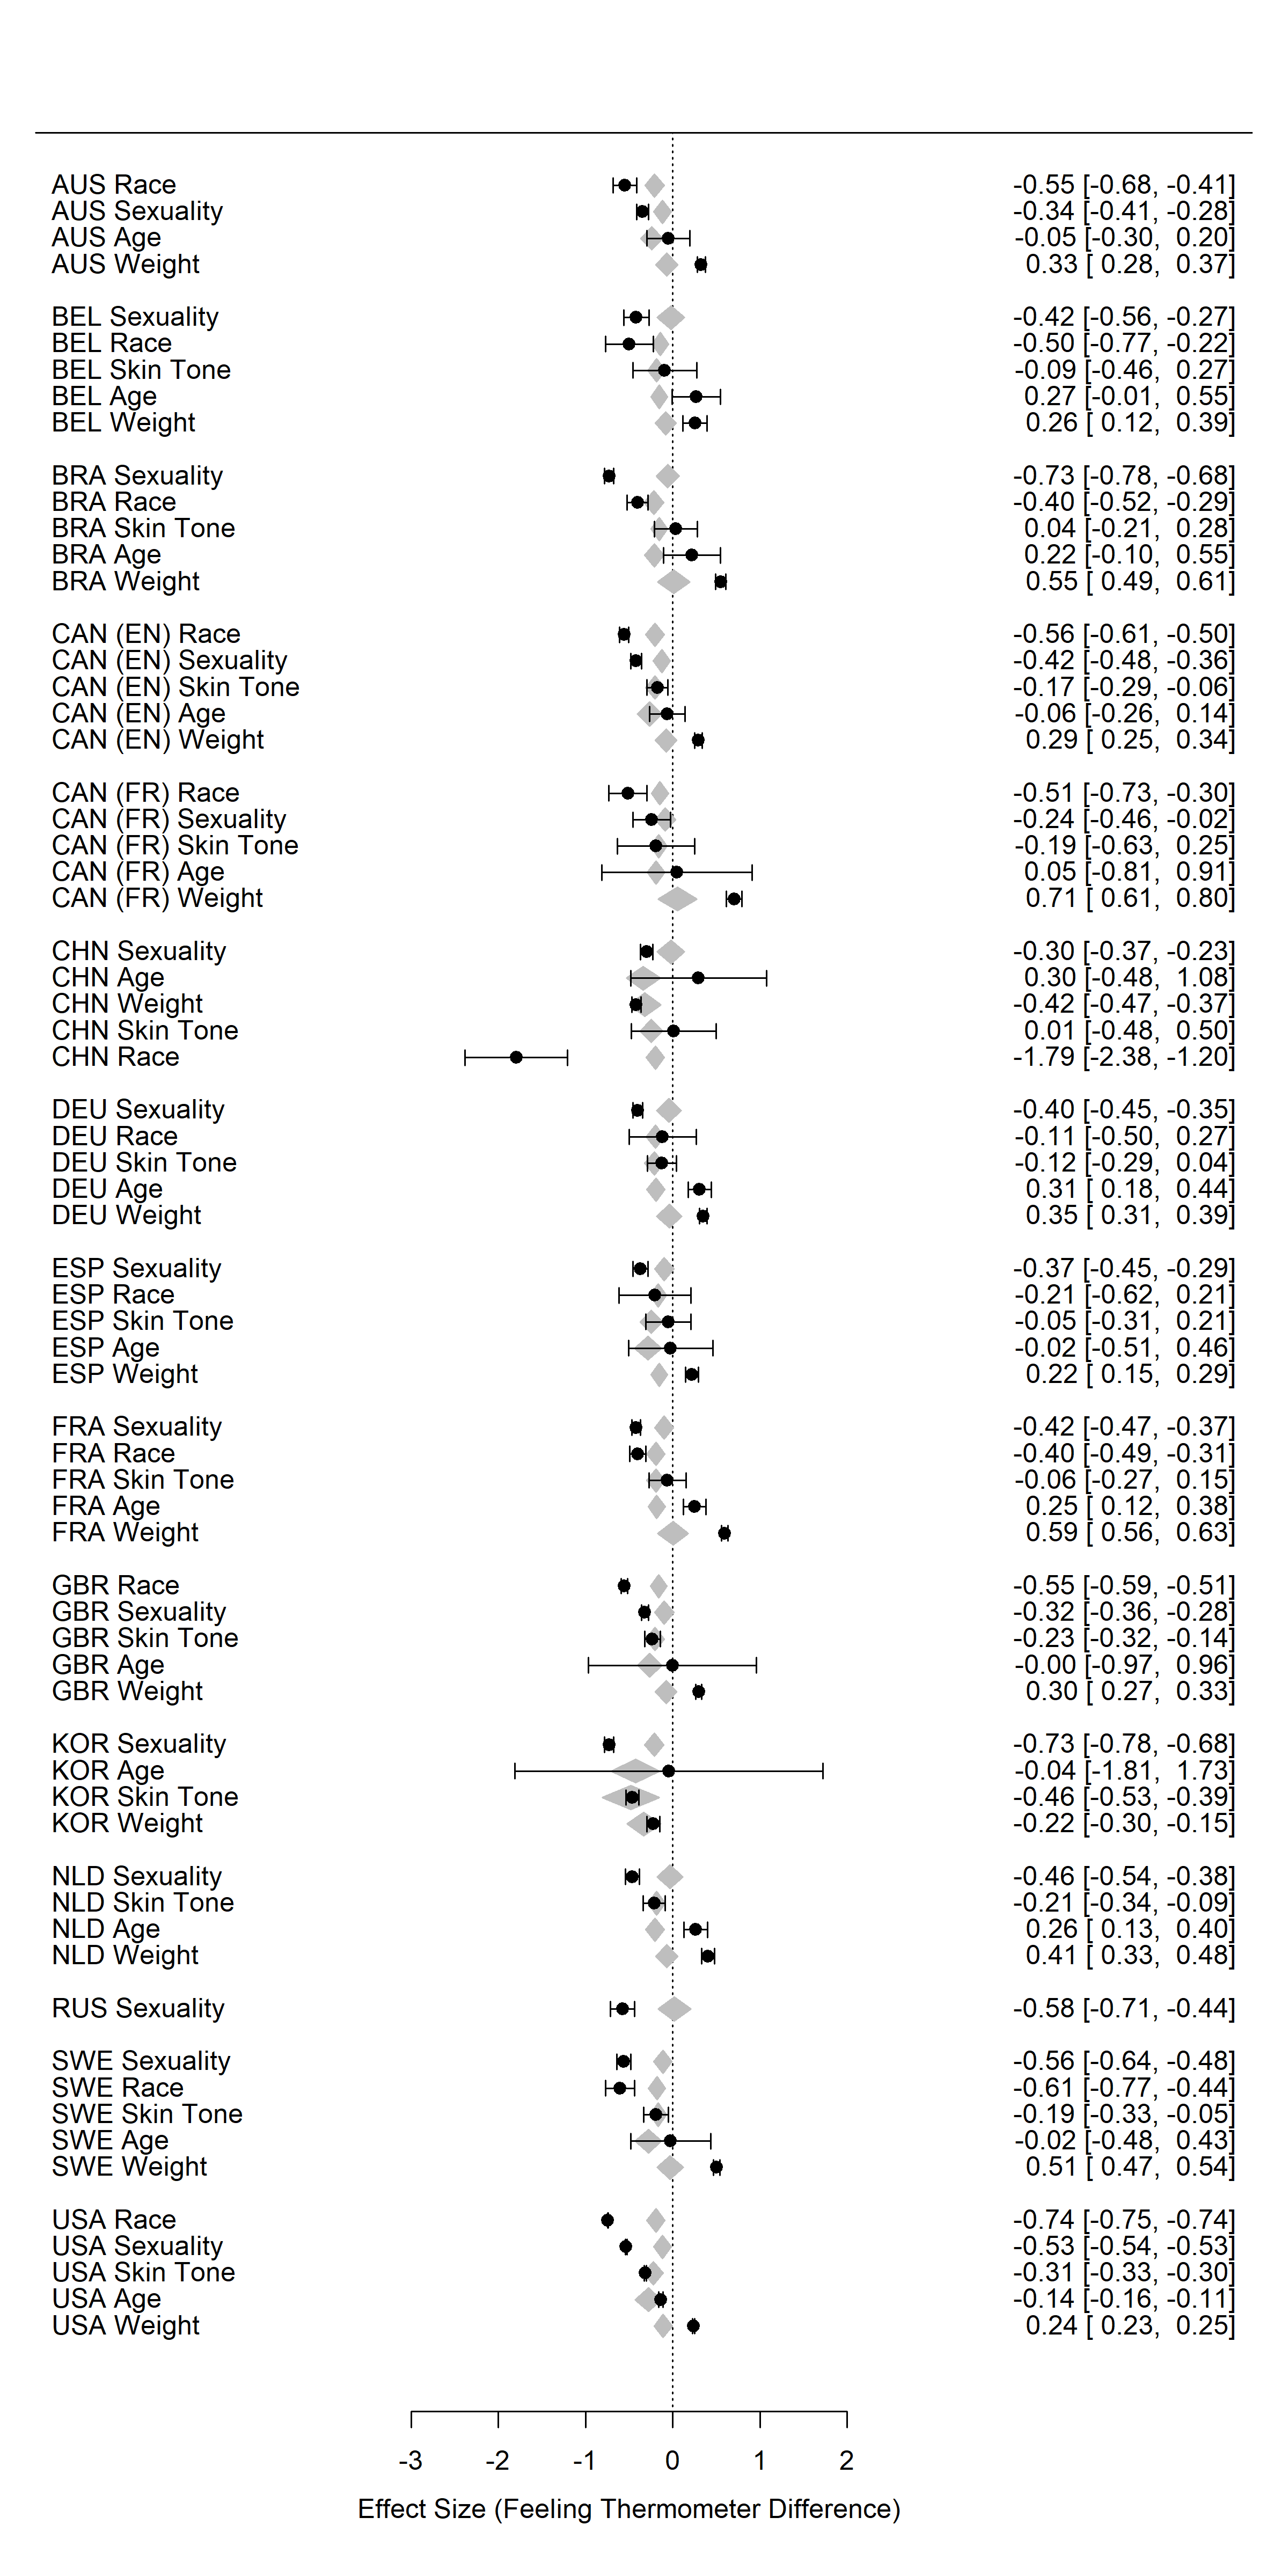 AUS Race -0.55 [-0.68, -0.41]
AUS Sexuality -0.34 [-0.41, -0.28]
AUS Age -0.05 [-0.30, 0.20]
AUS Weight 0.33 [ 0.28, 0.37]
BEL Sexuality -0.42 [-0.56, -0.27]
BEL Race -0.50 [-0.77, -0.22]
BEL Skin Tone -0.09 [-0.46, 0.27]
BEL Age 0.27 [-0.01, 0.55]
BEL Weight 0.26 [ 0.12, 0.39]
BRA Sexuality -0.73 [-0.78, -0.68]
BRA Race -0.40 [-0.52, -0.29]
BRA Skin Tone 0.04 [-0.21, 0.28]
BRA Age 0.22 [-0.10, 0.55]
BRA Weight 0.55 [ 0.49, 0.61]
CAN (EN) Race -0.56 [-0.61, -0.50]
CAN (EN) Sexuality -0.42 [-0.48, -0.36]
CAN (EN) Skin Tone -0.17 [-0.29, -0.06]
CAN (EN) Age -0.06 [-0.26, 0.14]
CAN (EN) Weight 0.29 [ 0.25, 0.34]
CAN (FR) Race -0.51 [-0.73, -0.30]
CAN (FR) Sexuality -0.24 [-0.46, -0.02]
CAN (FR) Skin Tone -0.19 [-0.63, 0.25]
CAN (FR) Age 0.05 [-0.81, 0.91]
CAN (FR) Weight 0.71 [ 0.61, 0.80]
CHN Sexuality -0.30 [-0.37, -0.23]
CHN Age 0.30 [-0.48, 1.08]
CHN Weight -0.42 [-0.47, -0.37]
CHN Skin Tone 0.01 [-0.48, 0.50]
CHN Race -1.79 [-2.38, -1.20]
DEU Sexuality -0.40 [-0.45, -0.35]
DEU Race -0.11 [-0.50, 0.27]
DEU Skin Tone -0.12 [-0.29, 0.04]
DEU Age 0.31 [ 0.18, 0.44]
DEU Weight 0.35 [ 0.31, 0.39]
ESP Sexuality -0.37 [-0.45, -0.29]
ESP Race -0.21 [-0.62, 0.21]
ESP Skin Tone -0.05 [-0.31, 0.21]
ESP Age -0.02 [-0.51, 0.46]
ESP Weight 0.22 [ 0.15, 0.29]
FRA Sexuality -0.42 [-0.47, -0.37]
FRA Race -0.40 [-0.49, -0.31]
FRA Skin Tone -0.06 [-0.27, 0.15]
FRA Age 0.25 [ 0.12, 0.38]
FRA Weight 0.59 [ 0.56, 0.63]
GBR Race -0.55 [-0.59, -0.51]
GBR Sexuality -0.32 [-0.36, -0.28]
GBR Skin Tone -0.23 [-0.32, -0.14]
GBR Age -0.00 [-0.97, 0.96]
GBR Weight 0.30 [ 0.27, 0.33]
KOR Sexuality -0.73 [-0.78, -0.68]
KOR Age -0.04 [-1.81, 1.73]
KOR Skin Tone -0.46 [-0.53, -0.39]
KOR Weight -0.22 [-0.30, -0.15]
NLD Sexuality -0.46 [-0.54, -0.38]
NLD Skin Tone -0.21 [-0.34, -0.09]
NLD Age 0.26 [ 0.13, 0.40]
NLD Weight 0.41 [ 0.33, 0.48]
RUS Sexuality -0.58 [-0.71, -0.44]
SWE Sexuality -0.56 [-0.64, -0.48]
SWE Race -0.61 [-0.77, -0.44]
SWE Skin Tone -0.19 [-0.33, -0.05]
SWE Age -0.02 [-0.48, 0.43]
SWE Weight 0.51 [ 0.47, 0.54]
USA Race -0.74 [-0.75, -0.74]
USA Sexuality -0.53 [-0.54, -0.53]
USA Skin Tone -0.31 [-0.33, -0.30]
USA Age -0.14 [-0.16, -0.11]
USA Weight 0.24 [ 0.23, 0.25]
-3 -2 -1 0 1 2
Effect Size (Feeling Thermometer Difference)